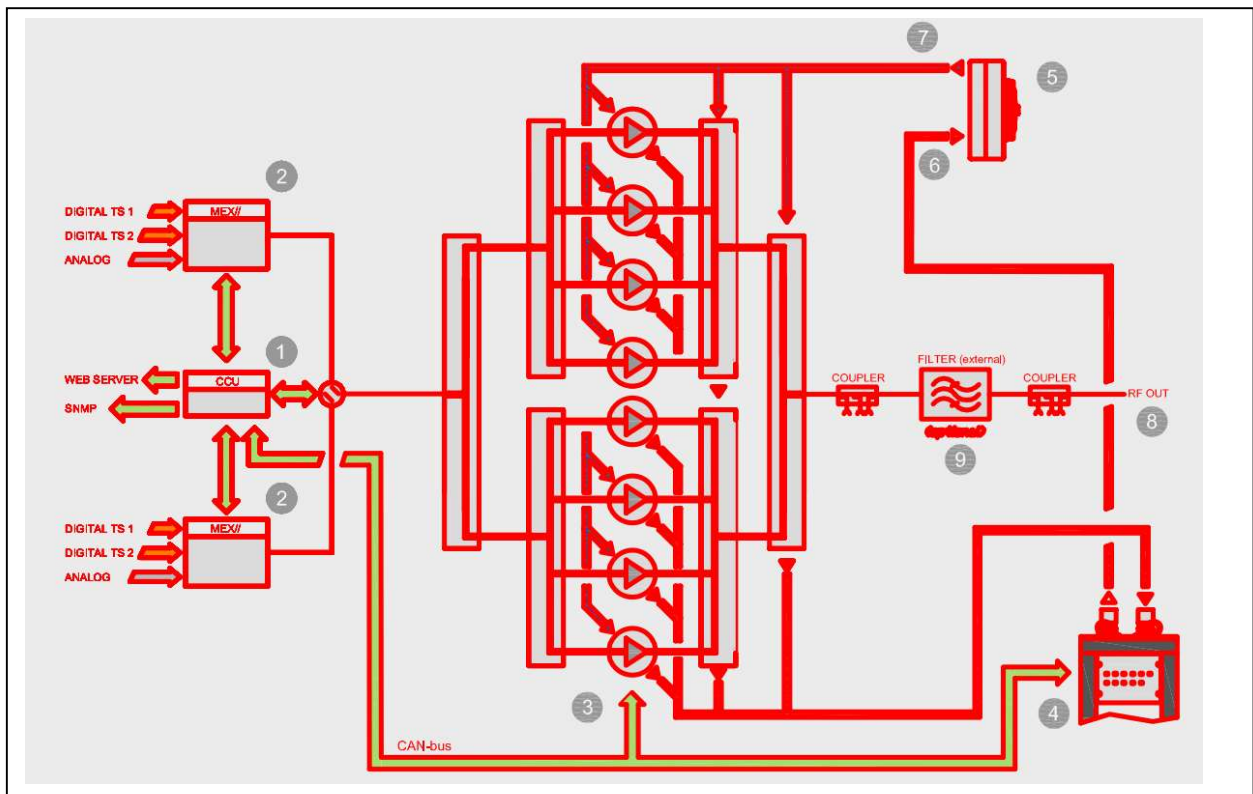 7
5
6
2
DIGITAL TS 1
MEX//
DIGITAL TS 2
ANALOG
1
WEB SERVER
CCU
SNMP
FILTER (external)
COUPLER
COUPLER
RF OUT
8
(optional)
9
2
DIGITAL TS 1
MEX//
DIGITAL TS 2
ANALOG
3
4
CAN-bus